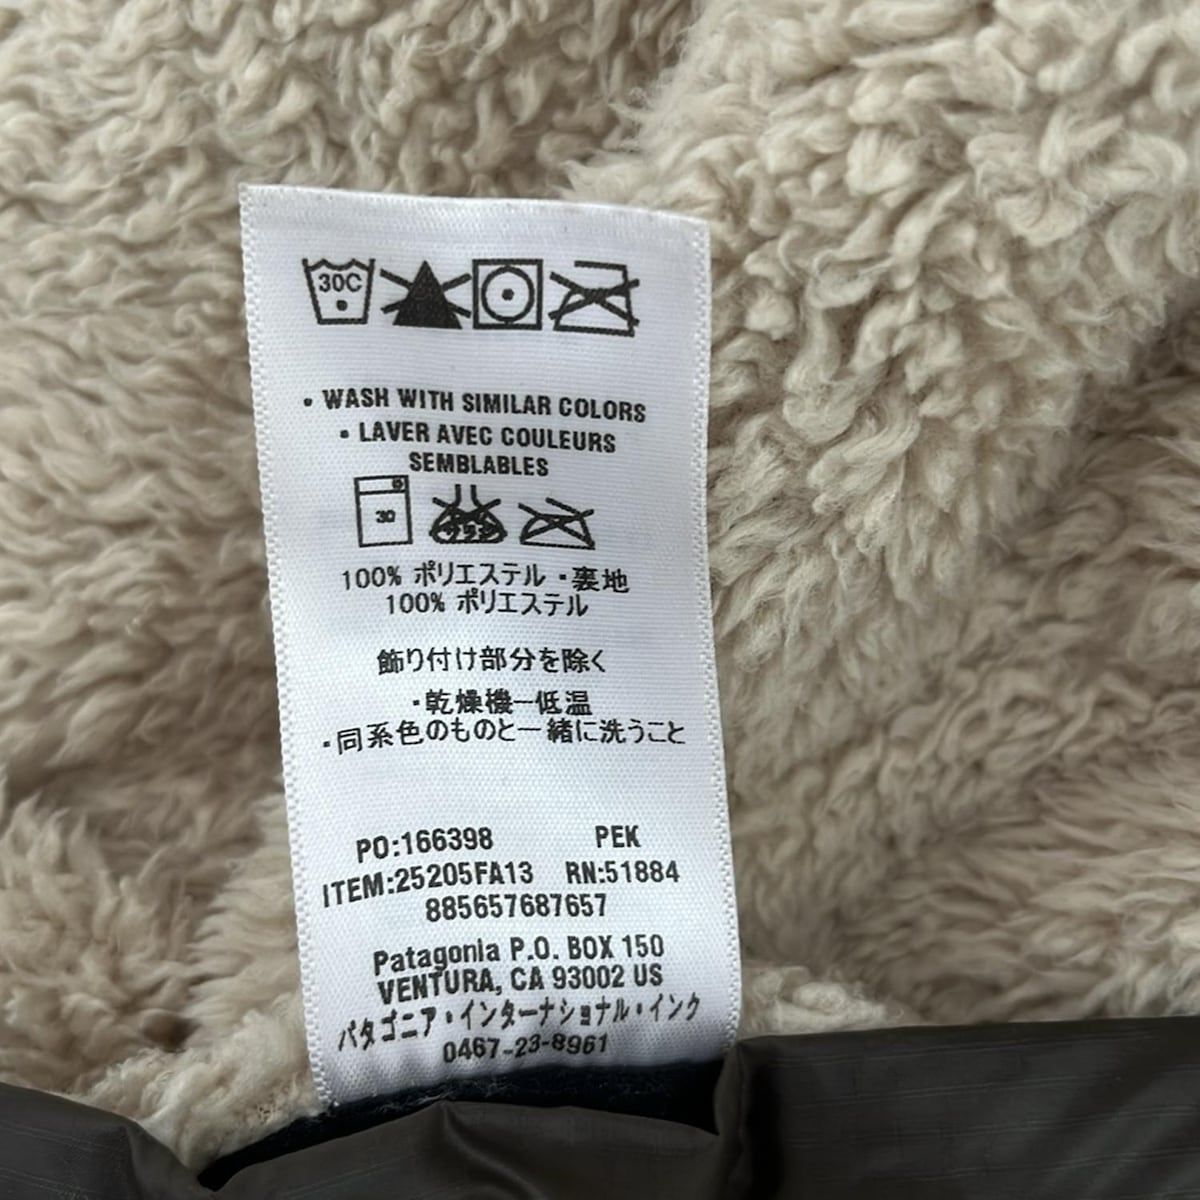 30C
• WASH WITH SIMILAR COLORS
• LAVER AVEC COULEURS
SEMBLABLES
30
100% ポリエステル・裏地
100% ポリエステル
飾り付け部分を除く
・乾燥機ー低温
・同系色のものと一緒に洗うこと
PO:166398 PEK
ITEM:25205FA13 RN:51884
885657687657
Patagonia P.O. BOX 150
VENTURA, CA 93002 US
パタゴニア・インターナショナル・インク
0467-23-8961